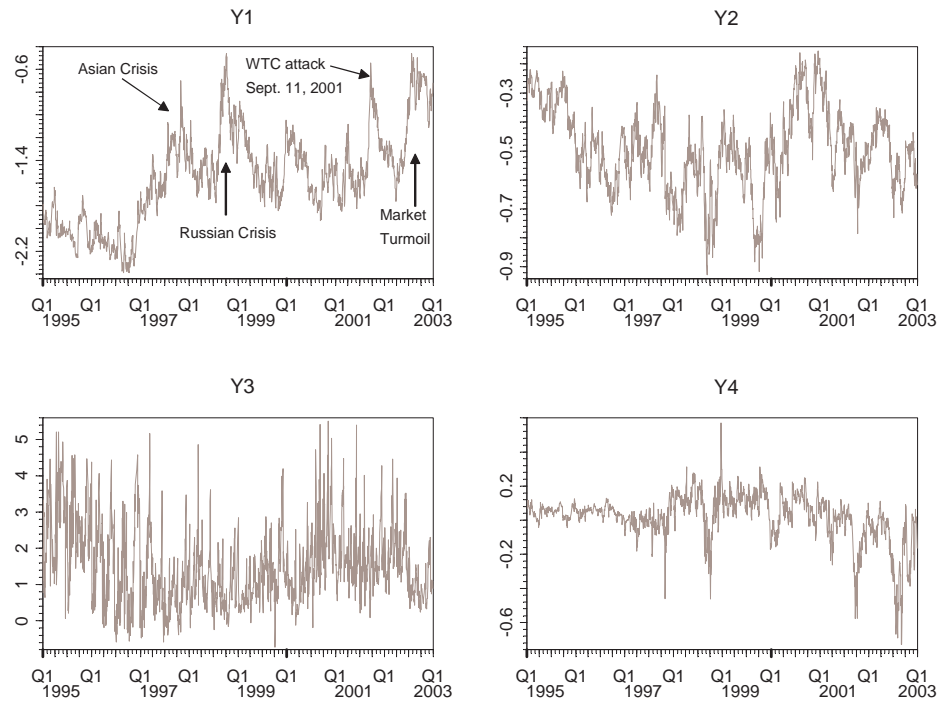 Y1
-0.6
-1.4
-2.2
Asian Crisis
WTC attack
Sept. 11, 2001
Russian Crisis
Market
Turmoil
Q1 Q1 Q1 Q1 Q1 Q1 Q1 Q1 Q1
1995 1997 1999 2001 2003
Y2
-0.3
-0.5
-0.7
-0.9
Q1 Q1 Q1 Q1 Q1 Q1 Q1 Q1 Q1
1995 1997 1999 2001 2003
Y3
5
4
3
2
1
0
Q1 Q1 Q1 Q1 Q1 Q1 Q1 Q1 Q1
1995 1997 1999 2001 2003
Y4
0.2
-0.2
-0.6
Q1 Q1 Q1 Q1 Q1 Q1 Q1 Q1 Q1
1995 1997 1999 2001 2003